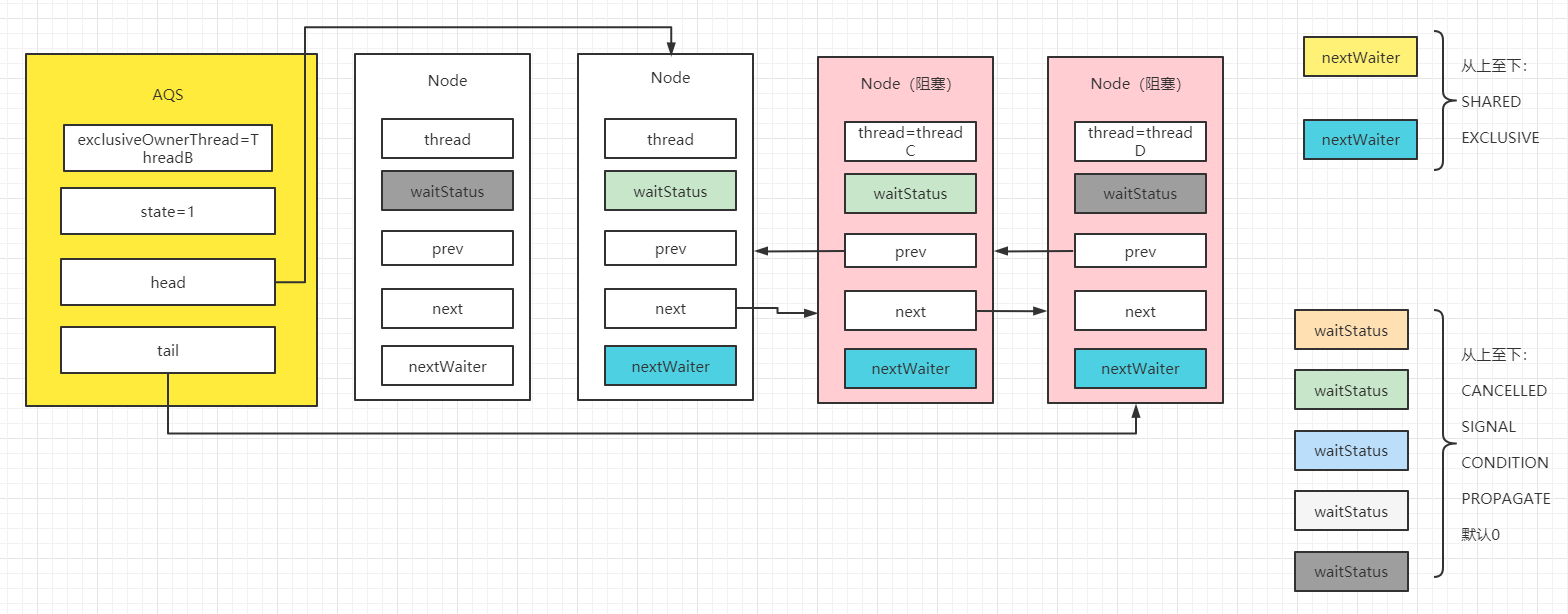 AQS
exclusiveOwnerThread=T
hreadB
state=1
head
tail
Node
thread
waitStatus
prev
next
nextWaiter
Node
thread
waitStatus
prev
next
nextWaiter
Node（阻塞）
thread=thread
C
waitStatus
prev
next
nextWaiter
Node（阻塞）
thread=thread
D
waitStatus
prev
next
nextWaiter
nextWaiter
nextWaiter
从上至下：
SHARED
EXCLUSIVE
waitStatus
waitStatus
waitStatus
waitStatus
waitStatus
从上至下：
CANCELLED
SIGNAL
CONDITION
PROPAGATE
默认0